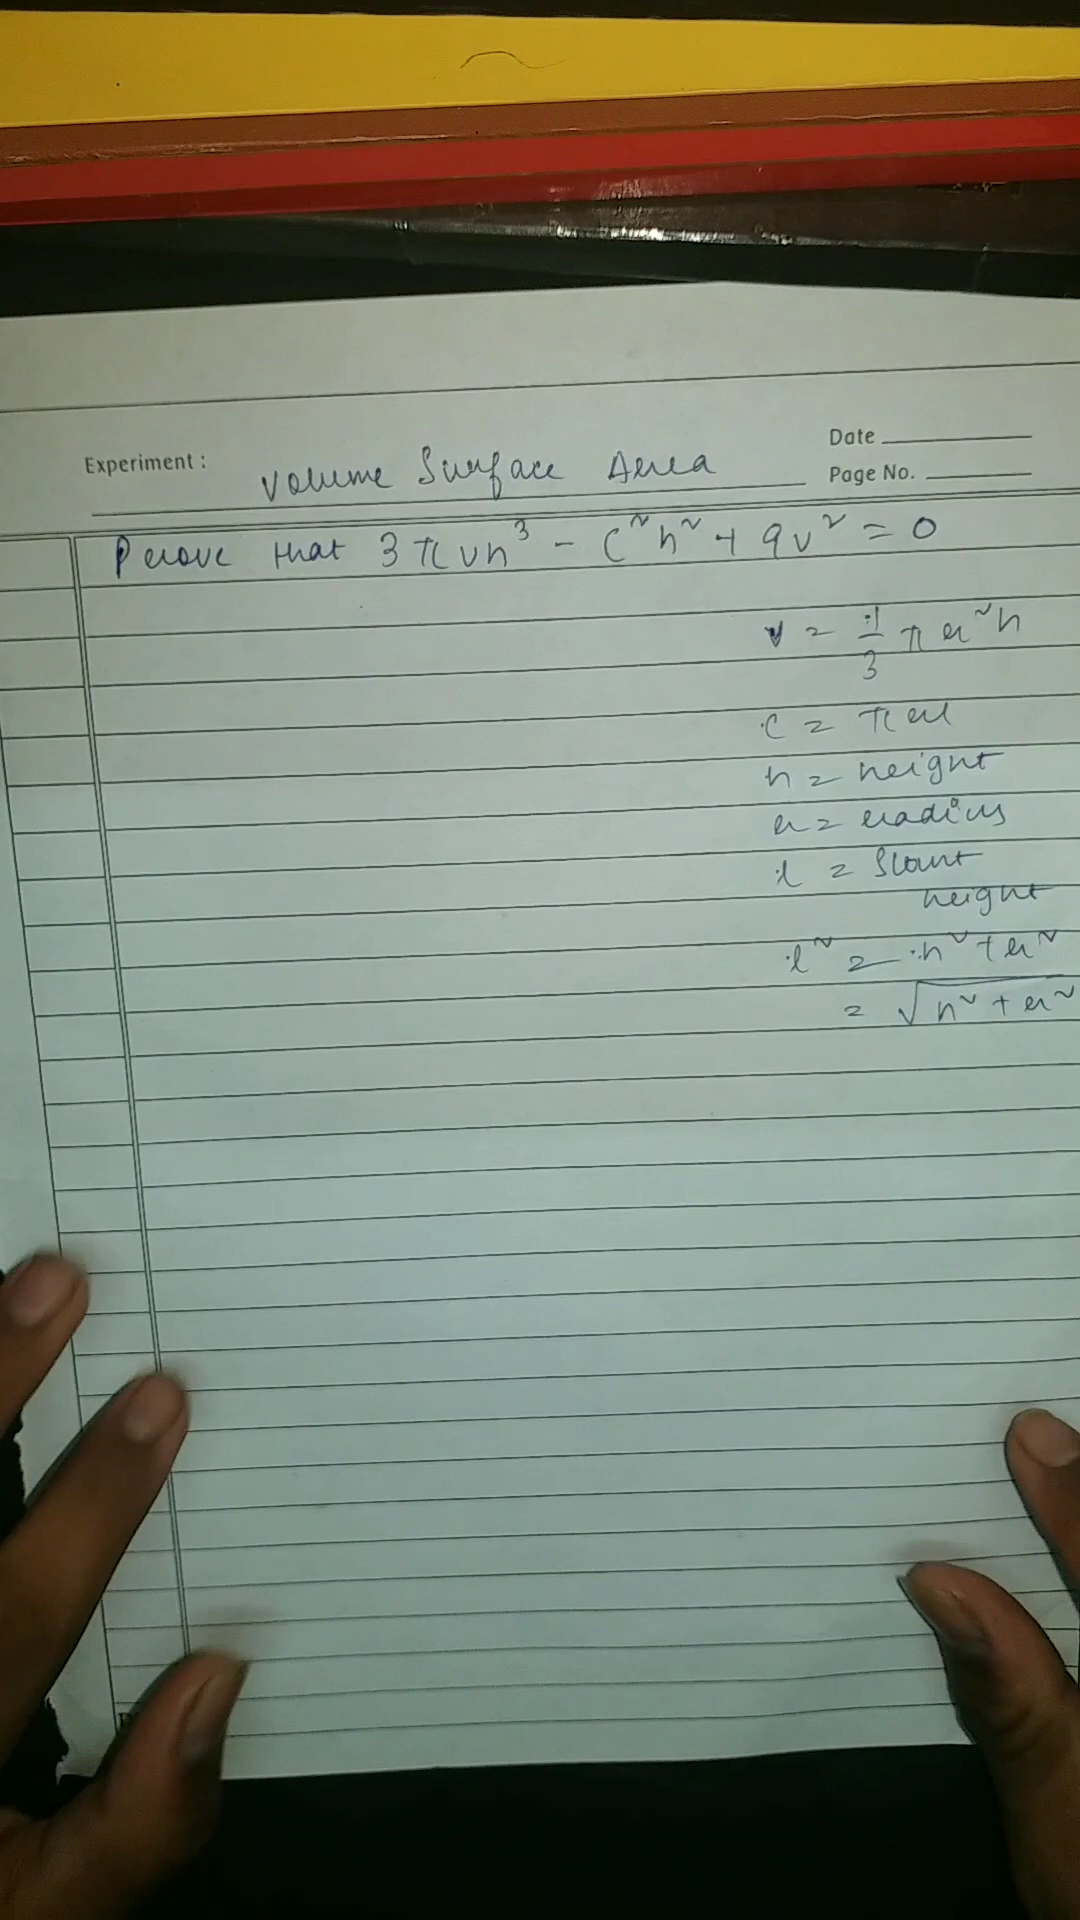 Experiment : Volume Surface Area
Date
Page No.
Prove that 3πvh³ - c²h² + 9v² = 0
v = 1/3 πr²h
c = πrl
h = height
r = radius
l = Slant
height
l² = h² + r²
= √h² + r²